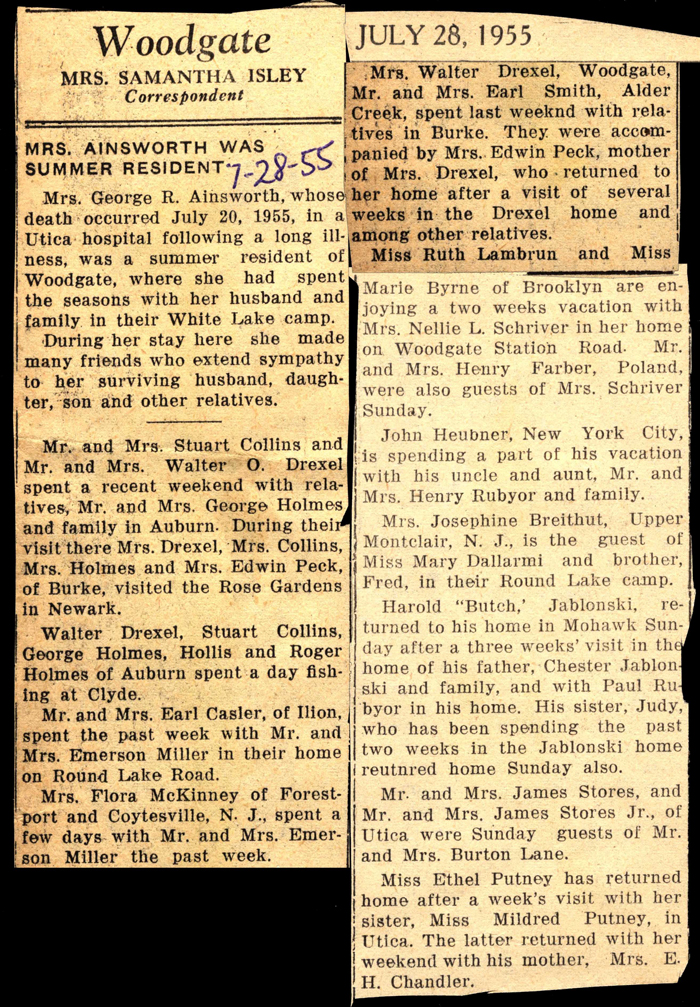 Woodgate
MRS. SAMANTHA ISLEY
Correspondent
MRS. AINSWORTH WAS
SUMMER RESIDENT 7-28-55
Mrs. George R. Ainsworth, whose
death occurred July 20, 1955, in a
Utica hospital following a long ill-
ness, was a summer resident of
Woodgate, where she had spent
the seasons with her husband and
family in their White Lake camp.
During her stay here she made
many friends who extend sympathy
to her surviving husband, daugh-
ter, son and other relatives.
Mr. and Mrs. Stuart Collins and
Mr. and Mrs. Walter O. Drexel
spent a recent weekend with rela-
tives, Mr. and Mrs. George Holmes
and family in Auburn. During their
visit there Mrs. Drexel, Mrs. Collins,
Mrs. Holmes and Mrs. Edwin Peck,
of Burke, visited the Rose Gardens
in Newark.
Walter Drexel, Stuart Collins,
George Holmes, Hollis and Roger
Holmes of Auburn spent a day fish-
ing at Clyde.
Mr. and Mrs. Earl Casler, of Ilion,
spent the past week with Mr. and
Mrs. Emerson Miller in their home
on Round Lake Road.
Mrs. Flora McKinney of Forest-
port and Coytesville, N. J., spent a
few days with Mr. and Mrs. Emer-
son Miller the past week.
JULY 28, 1955
Mrs. Walter Drexel, Woodgate,
Mr. and Mrs. Earl Smith, Alder
Creek, spent last weeknd with rela-
tives in Burke. They were accom-
panied by Mrs. Edwin Peck, mother
of Mrs. Drexel, who returned to
her home after a visit of several
weeks in the Drexel home and
among other relatives.
Miss Ruth Lambrun and Miss
Marie Byrne of Brooklyn are en-
joying a two weeks vacation with
Mrs. Nellie L. Schriver in her home
on Woodgate Station Road. Mr.
and Mrs. Henry Farber, Poland,
were also guests of Mrs. Schriver
Sunday.
John Heubner, New York City,
is spending a part of his vacation
with his uncle and aunt, Mr. and
Mrs. Henry Rubyor and family.
Mrs. Josephine Breithut, Upper
Montclair, N. J., is the guest of
Miss Mary Dallarmi and brother,
Fred, in their Round Lake camp.
Harold "Butch,' Jablonski, re-
turned to his home in Mohawk Sun-
day after a three weeks' visit in the
home of his father, Chester Jablon-
ski and family, and with Paul Ru-
byor in his home. His sister, Judy,
who has been spending the past
two weeks in the Jablonski home
reutnred home Sunday also.
Mr. and Mrs. James Stores, and
Mr. and Mrs. James Stores Jr., of
Utica were Sunday guests of Mr.
and Mrs. Burton Lane.
Miss Ethel Putney has returned
home after a week's visit with her
sister, Miss Mildred Putney, in
Utica. The latter returned with her
weekend with his mother, Mrs. E.
H. Chandler.